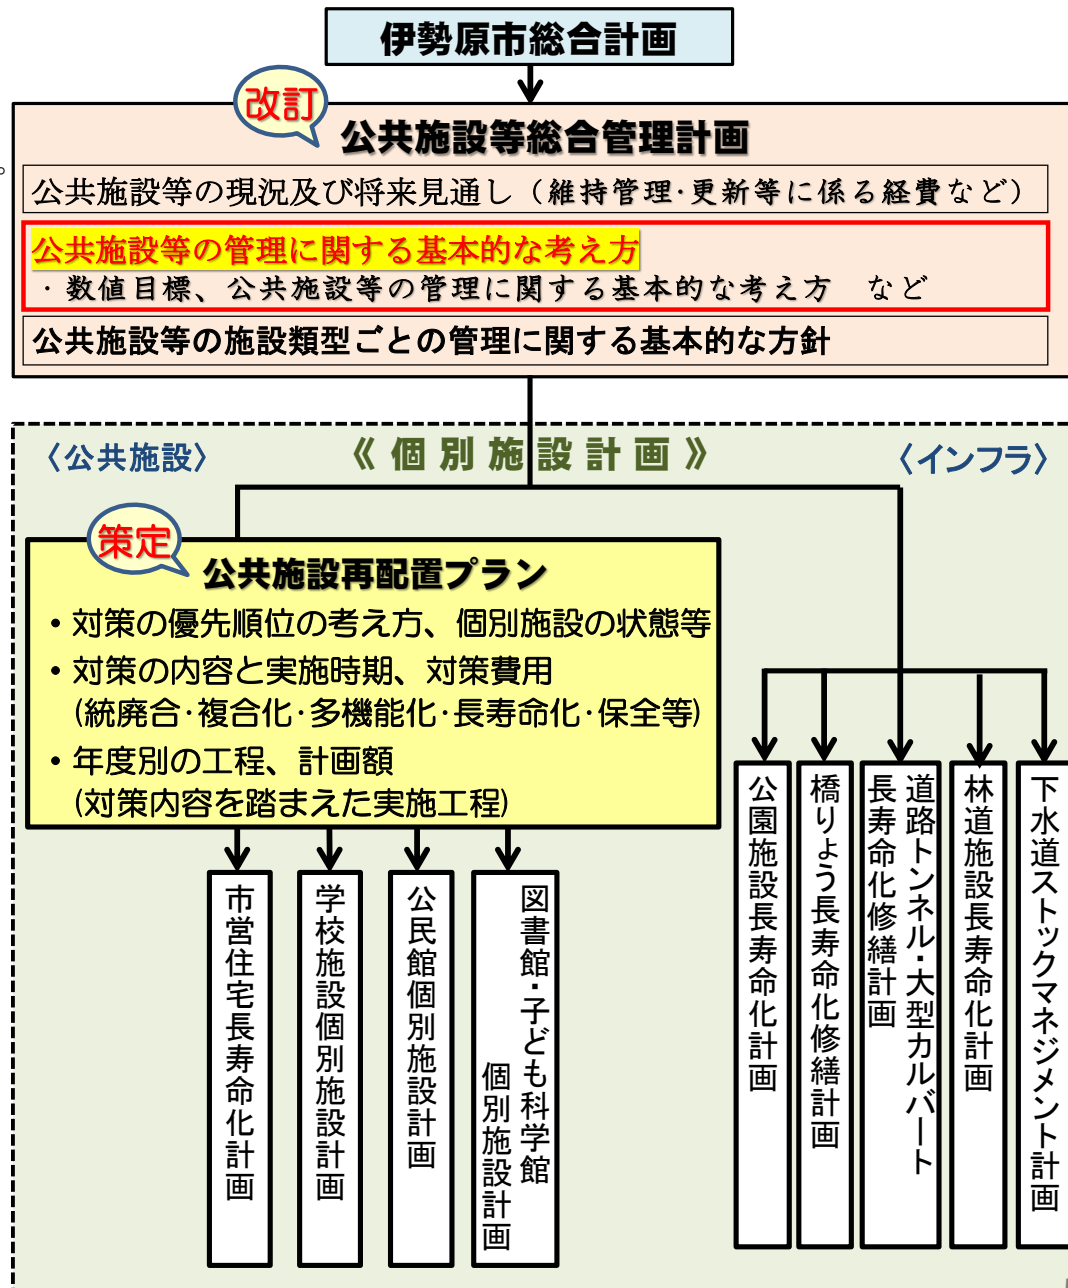 伊勢原市総合計画
改訂
公共施設等総合管理計画
。
公共施設等の現況及び将来見通し（維持管理･更新等に係る経費など）
公共施設等の管理に関する基本的な考え方
・数値目標、公共施設等の管理に関する基本的な考え方　など
公共施設等の施設類型ごとの管理に関する基本的な方針
〈公共施設〉
《個別施設計画》
〈インフラ〉
策定
公共施設再配置プラン
・対策の優先順位の考え方、個別施設の状態等
・対策の内容と実施時期、対策費用
(統廃合･複合化･多機能化･長寿命化･保全等)
・年度別の工程、計画額
(対策内容を踏まえた実施工程)
市営住宅長寿命化計画
学校施設個別施設計画
公民館個別施設計画
図書館・子ども科学館
個別施設計画
公園施設長寿命化計画
橋りょう長寿命化修繕計画
道路トンネル・大型カルバート
長寿命化修繕計画
林道施設長寿命化計画
下水道ストックマネジメント計画